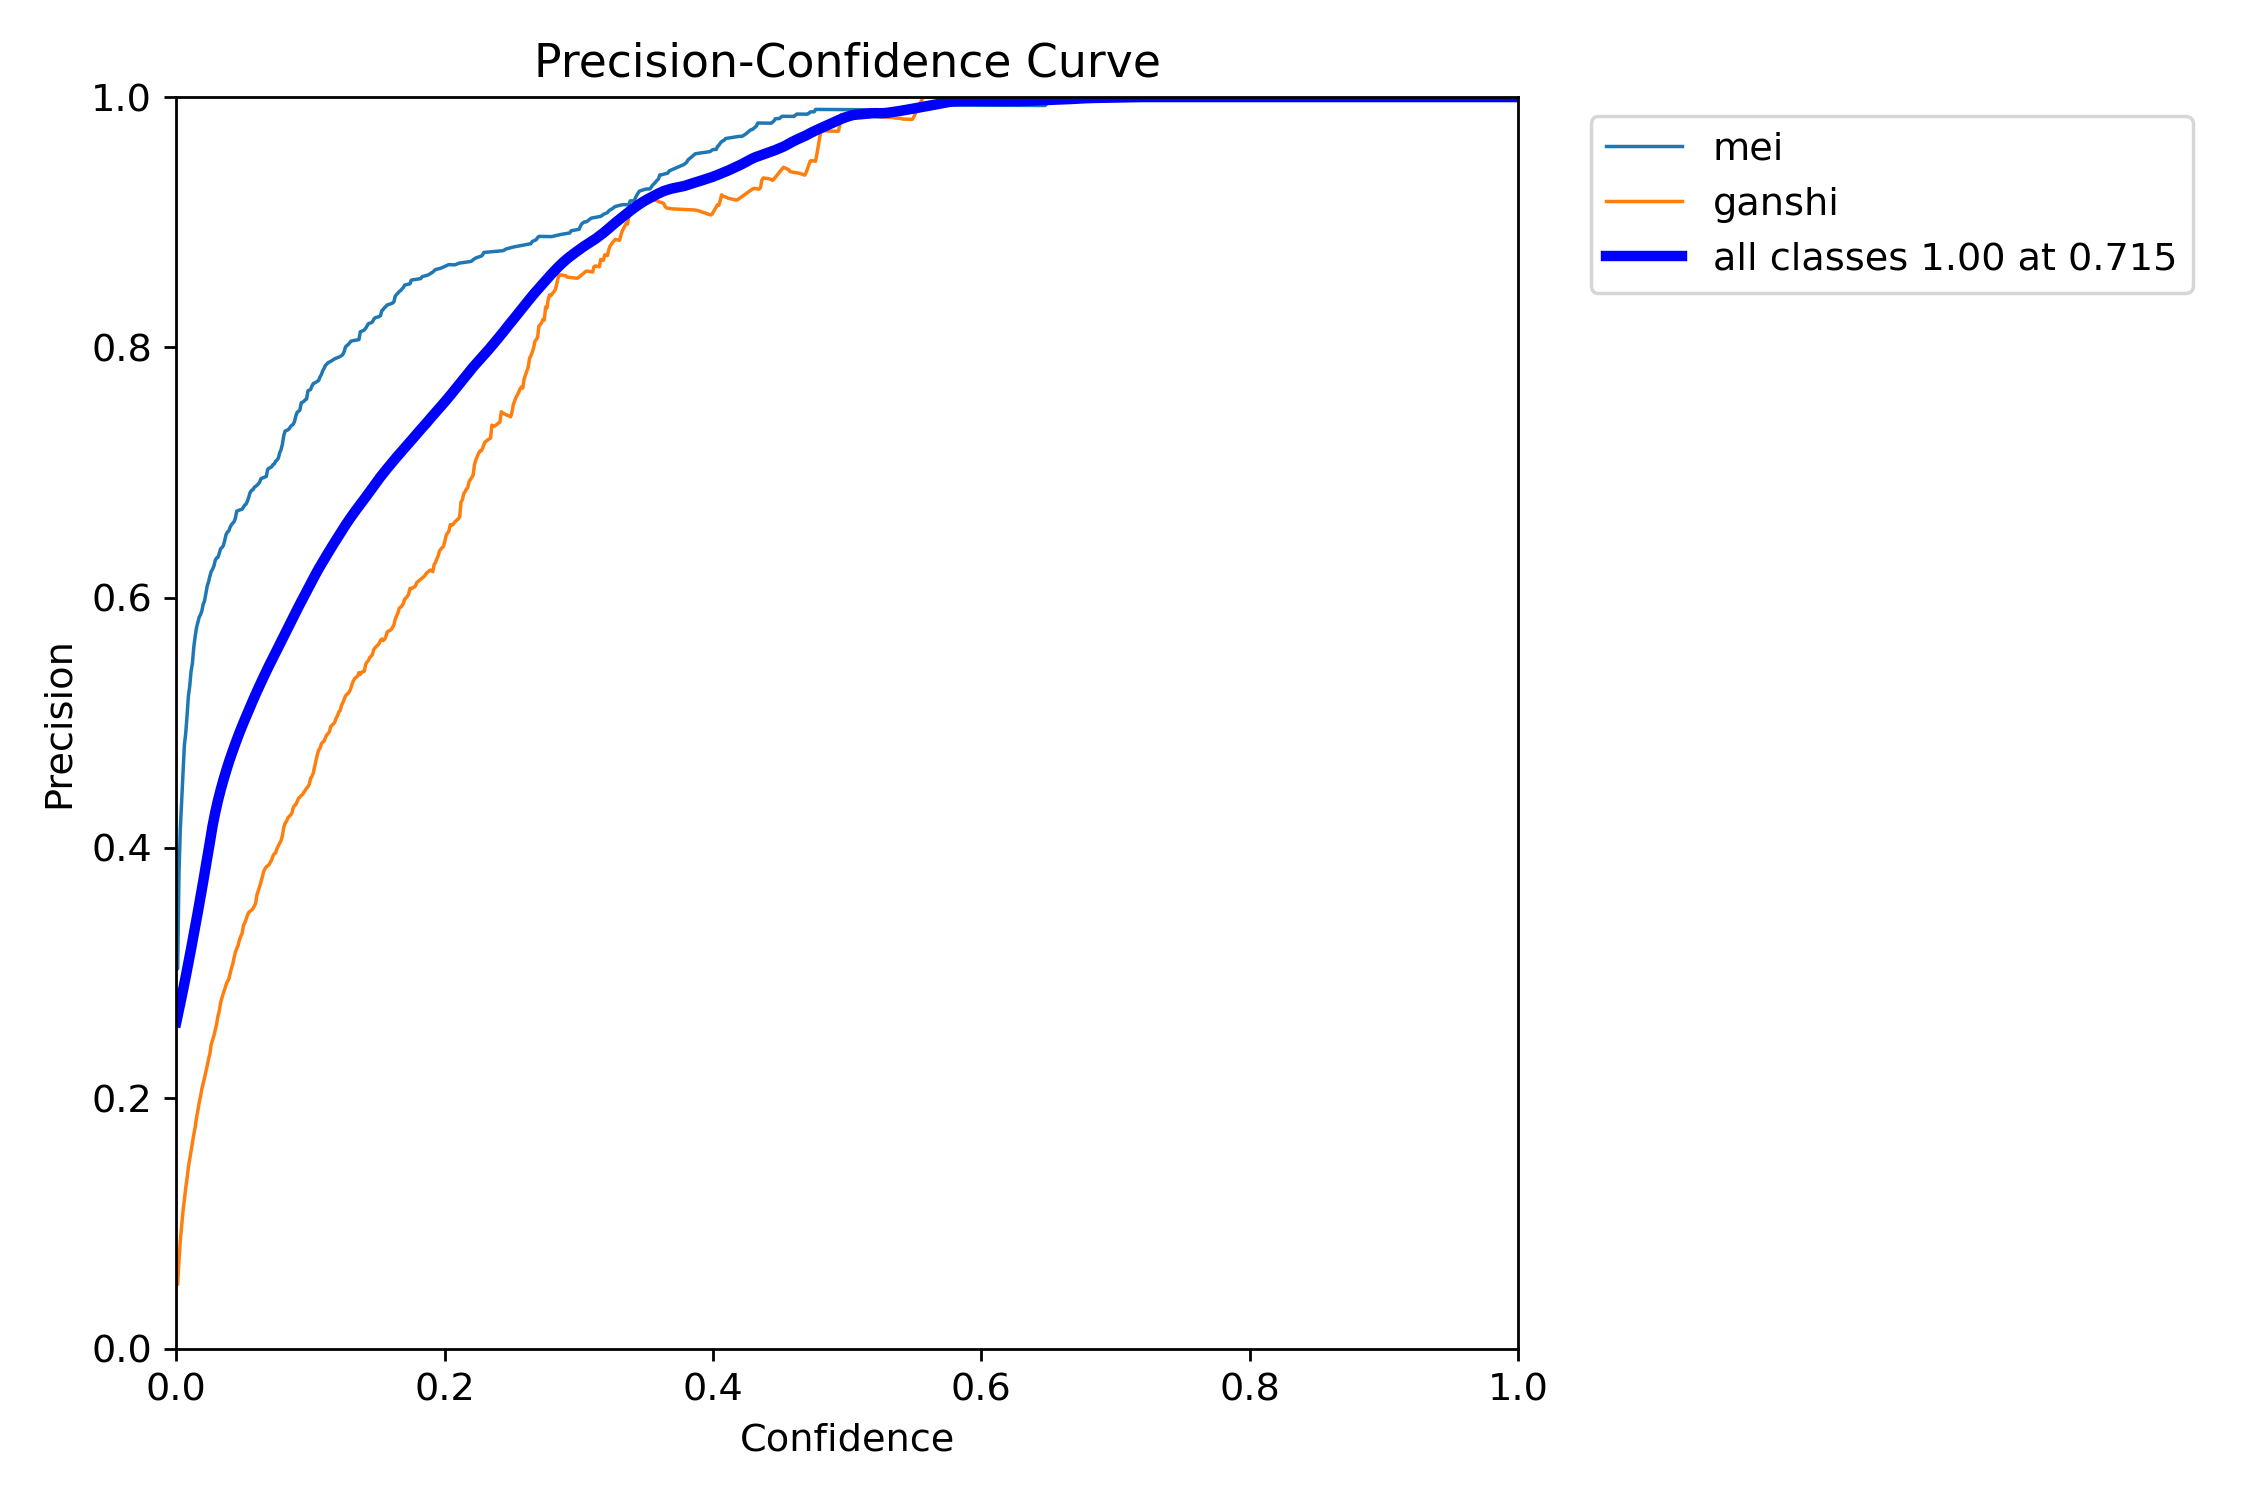 Precision-Confidence Curve
1.0
0.8
0.6
0.4
0.2
0.0
Precision
0.0 0.2 0.4 0.6 0.8 1.0
Confidence
mei
ganshi
all classes 1.00 at 0.715